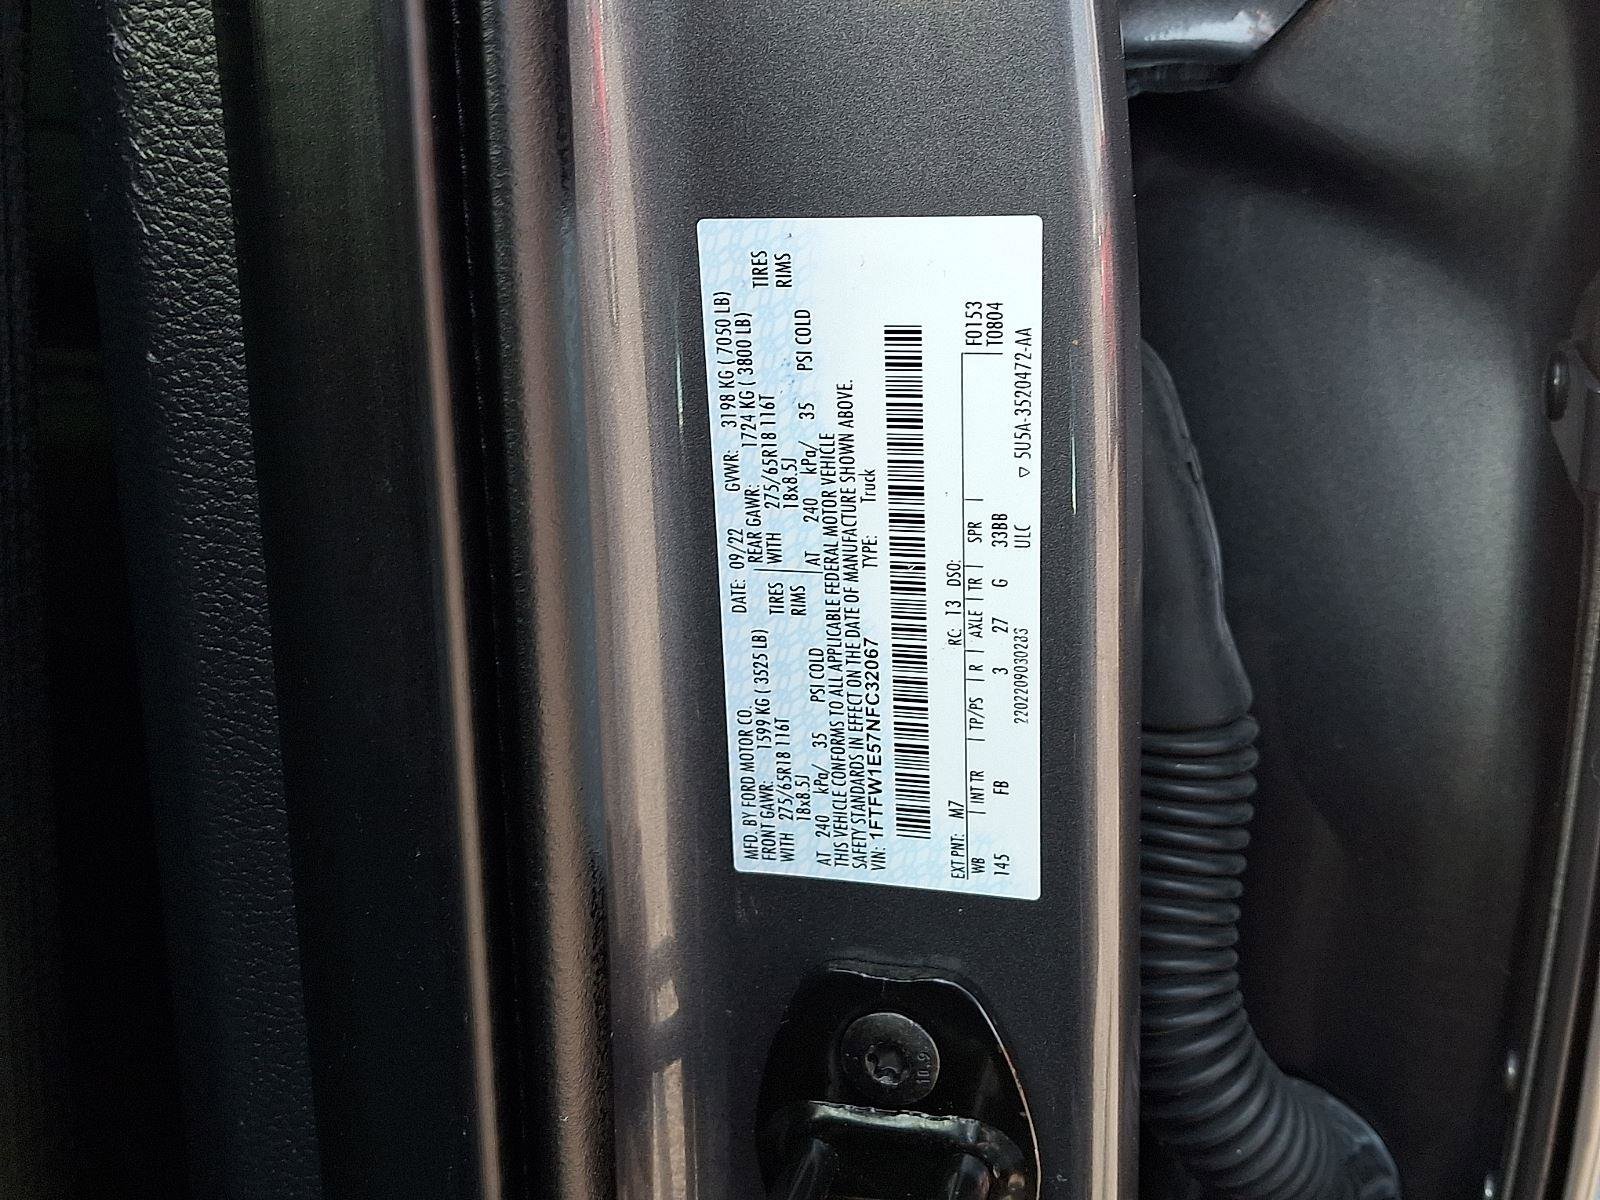 MFD. BY FORD MOTOR CO. DATE: 09/22 GVWR: 3198 KG ( 7050 LB)
FRONT GAWR: 1599 KG ( 3525 LB) REAR GAWR: 1724 KG ( 3800 LB)
WITH 275/65R18 116T TIRES WITH 275/65R18 116T TIRES
18x8.5J RIMS 18x8.5J RIMS
AT 240 kPa/ 35 PSI COLD AT 240 kPa/ 35 PSI COLD
THIS VEHICLE CONFORMS TO ALL APPLICABLE FEDERAL MOTOR VEHICLE
SAFETY STANDARDS IN EFFECT ON THE DATE OF MANUFACTURE SHOWN ABOVE.
VIN: 1FTFW1E57NFC32067 TYPE: Truck
EXT PNT: M7 RC: 13 DSO: F0153
WB | INT TR | TP/PS | R | AXLE | TR | SPR | T0804
145 FB 3 27 G 33BB
ULC ▽ 5U5A-3520472-AA
10.9